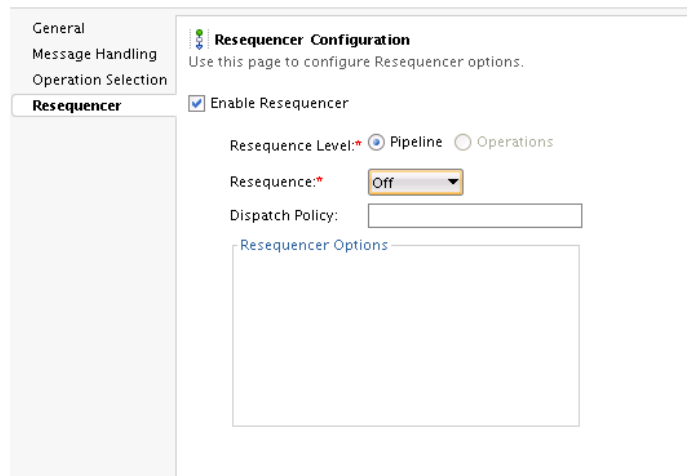 General
Message Handling
Operation Selection
Resequencer
Resequencer Configuration
Use this page to configure Resequencer options.
Enable Resequencer
Resequence Level:* Pipeline Operations
Resequence:* Off
Dispatch Policy:
Resequencer Options